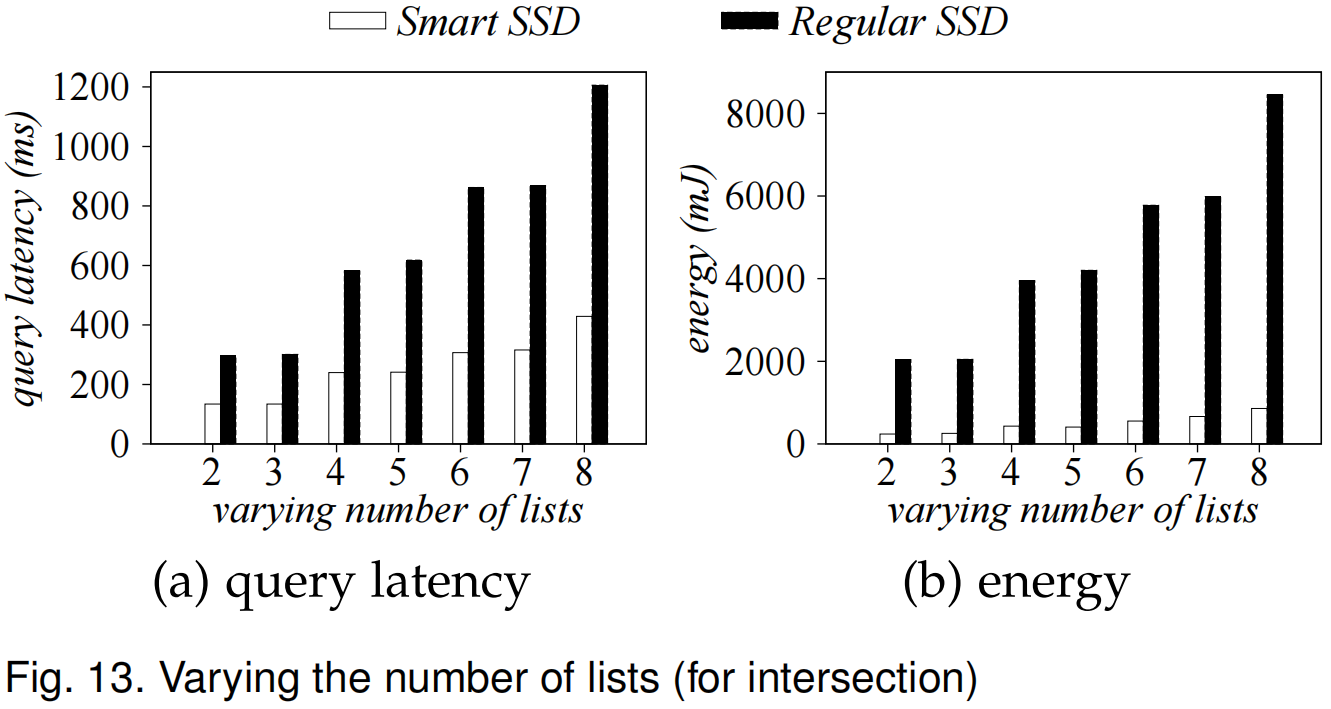 Smart SSD Regular SSD
query latency (ms)
1200
1000
800
600
400
200
0
2 3 4 5 6 7 8
varying number of lists
(a) query latency
energy (mJ)
8000
6000
4000
2000
0
2 3 4 5 6 7 8
varying number of lists
(b) energy
Fig. 13. Varying the number of lists (for intersection)